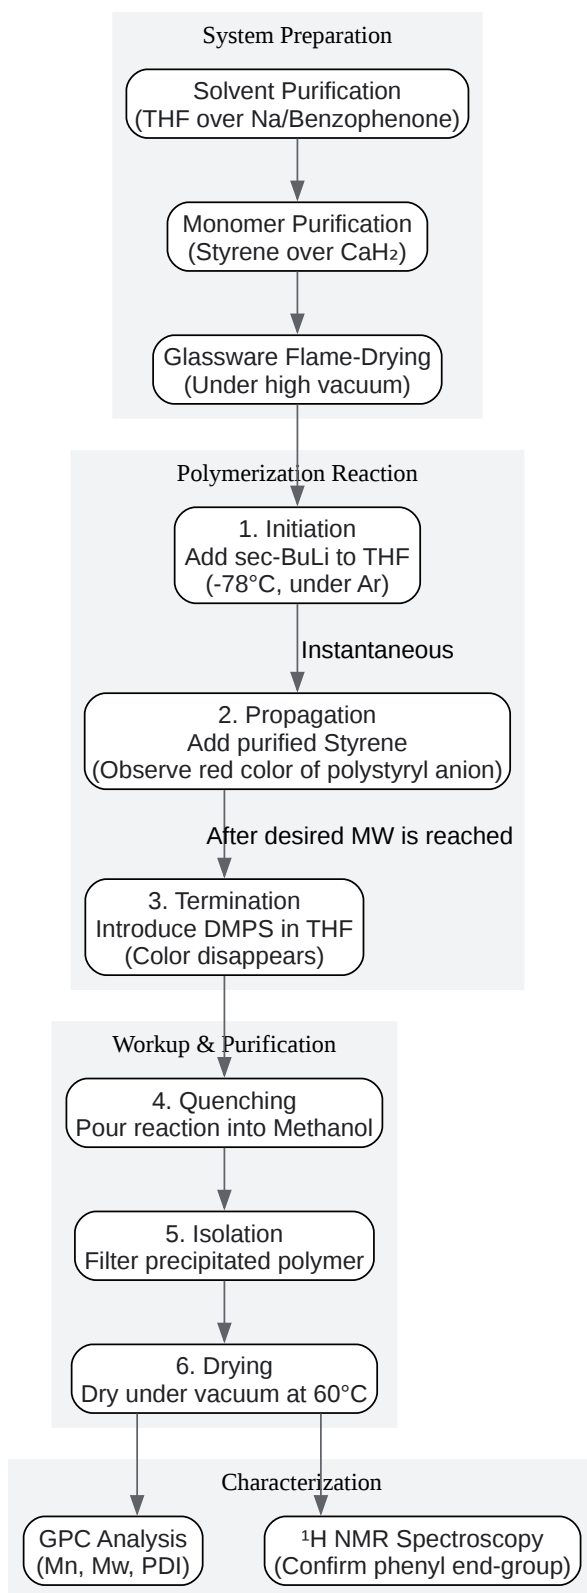 System Preparation
Solvent Purification
(THF over Na/Benzophenone)
Monomer Purification
(Styrene over CaH₂)
Glassware Flame-Drying
(Under high vacuum)
Polymerization Reaction
1. Initiation
Add sec-BuLi to THF
(-78°C, under Ar)
Instantaneous
2. Propagation
Add purified Styrene
(Observe red color of polystyryl anion)
After desired MW is reached
3. Termination
Introduce DMPS in THF
(Color disappears)
Workup & Purification
4. Quenching
Pour reaction into Methanol
5. Isolation
Filter precipitated polymer
6. Drying
Dry under vacuum at 60°C
Characterization
GPC Analysis
(Mn, Mw, PDI)
¹H NMR Spectroscopy
(Confirm phenyl end-group)